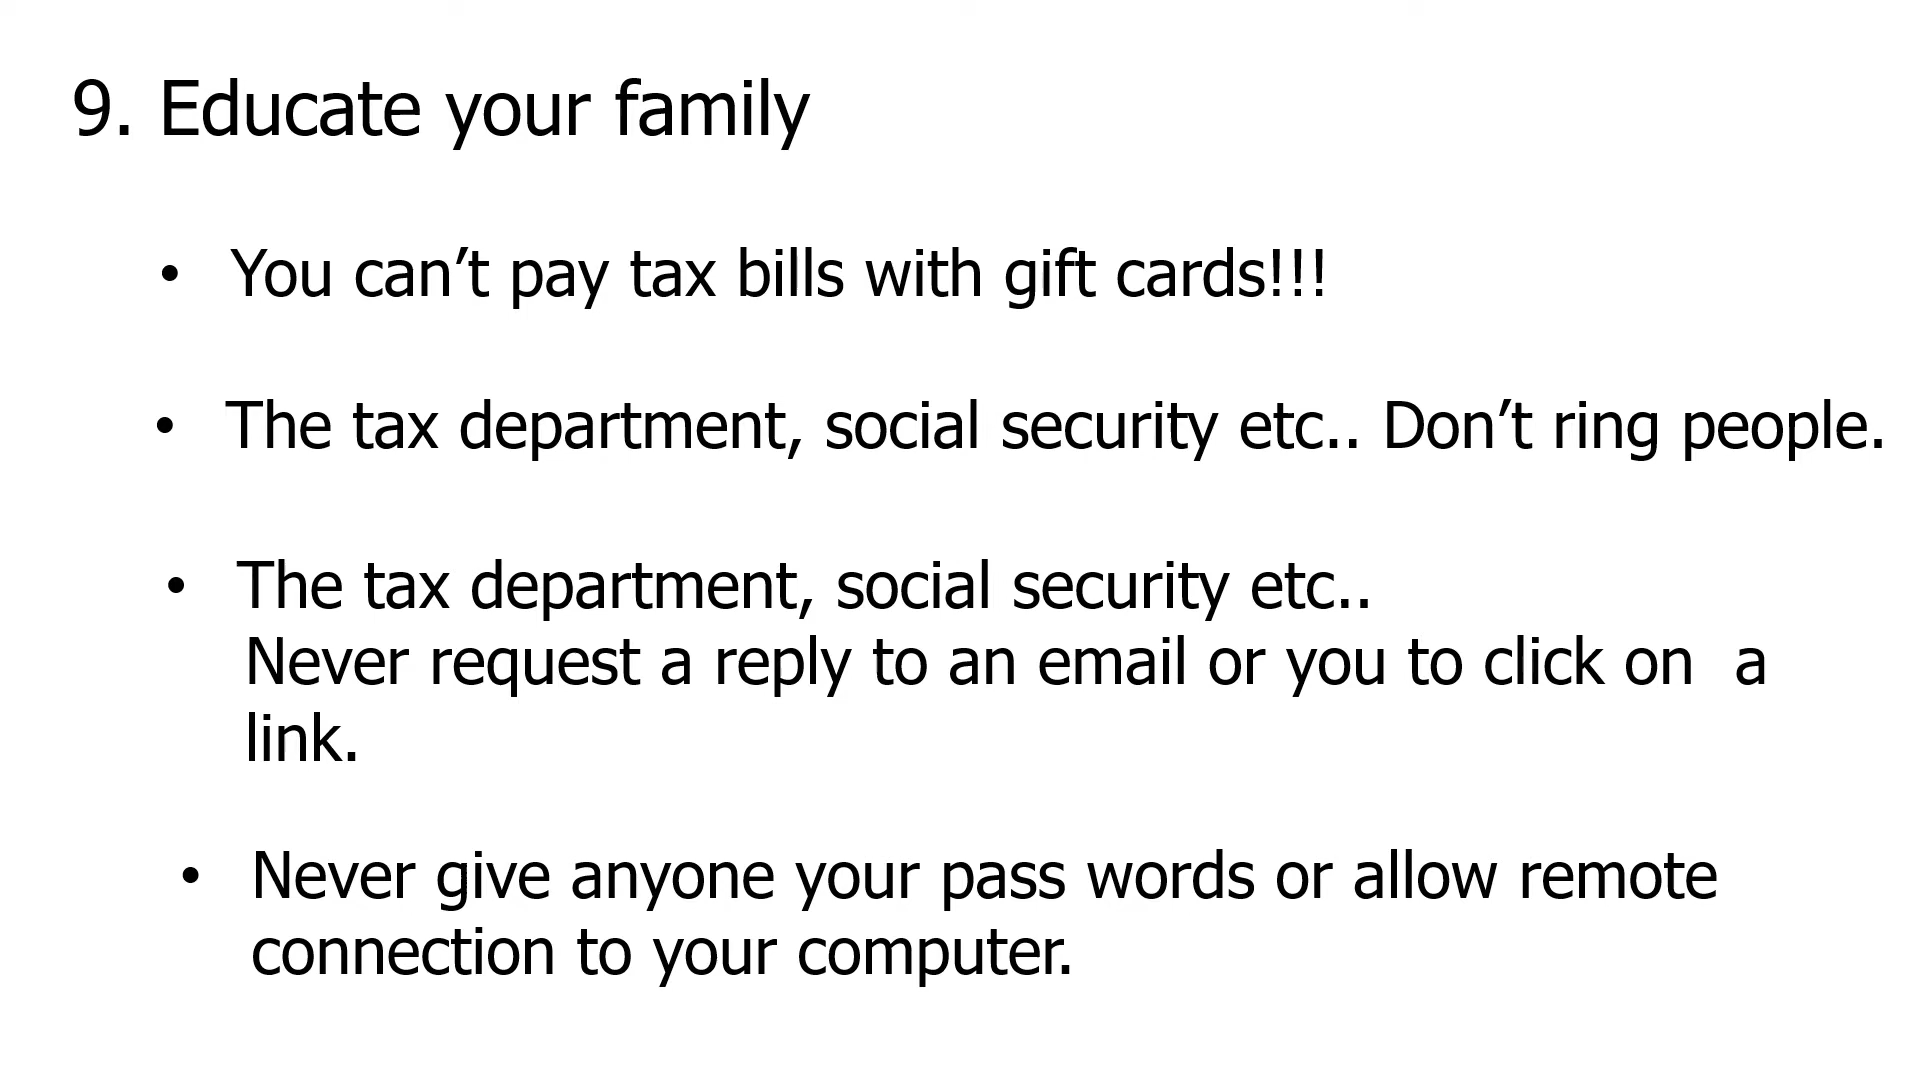 9. Educate your family
• You can’t pay tax bills with gift cards!!!
• The tax department, social security etc.. Don’t ring people.
• The tax department, social security etc..
Never request a reply to an email or you to click on  a
link.
• Never give anyone your pass words or allow remote
connection to your computer.